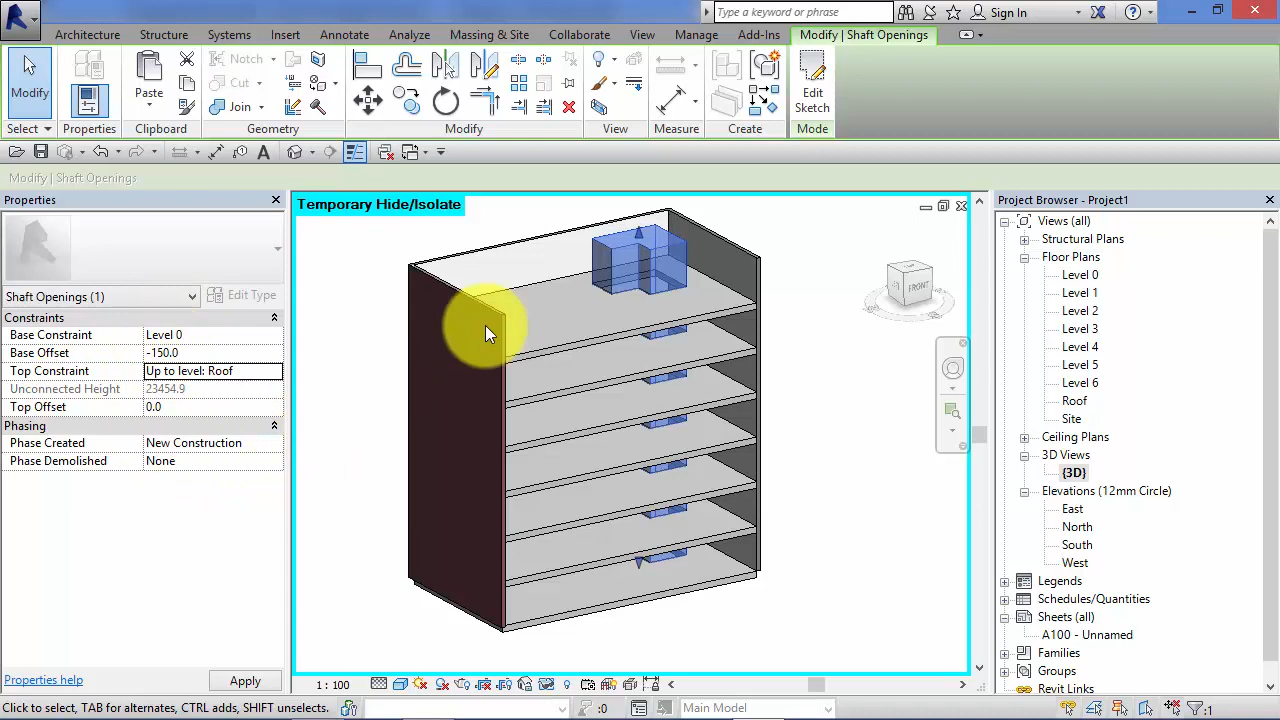 Type a keyword or phrase
Sign In
Architecture Structure Systems Insert Annotate Analyze Massing & Site Collaborate View Manage Add-Ins Modify | Shaft Openings
Modify
Paste
Notch
Cut
Join
Edit
Sketch
Select Properties Clipboard Geometry Modify View Measure Create Mode
Modify | Shaft Openings
Properties
Shaft Openings (1)
Edit Type
Constraints
Base Constraint Level 0
Base Offset -150.0
Top Constraint Up to level: Roof
Unconnected Height 23454.9
Top Offset 0.0
Phasing
Phase Created New Construction
Phase Demolished None
Properties help
Apply
Temporary Hide/Isolate
FRONT
1 : 100
Project Browser - Project1
Views (all)
Structural Plans
Floor Plans
Level 0
Level 1
Level 2
Level 3
Level 4
Level 5
Level 6
Roof
Site
Ceiling Plans
3D Views
{3D}
Elevations (12mm Circle)
East
North
South
West
Legends
Schedules/Quantities
Sheets (all)
A100 - Unnamed
Families
Groups
Revit Links
Click to select, TAB for alternates, CTRL adds, SHIFT unselects.
:0
Main Model
:1